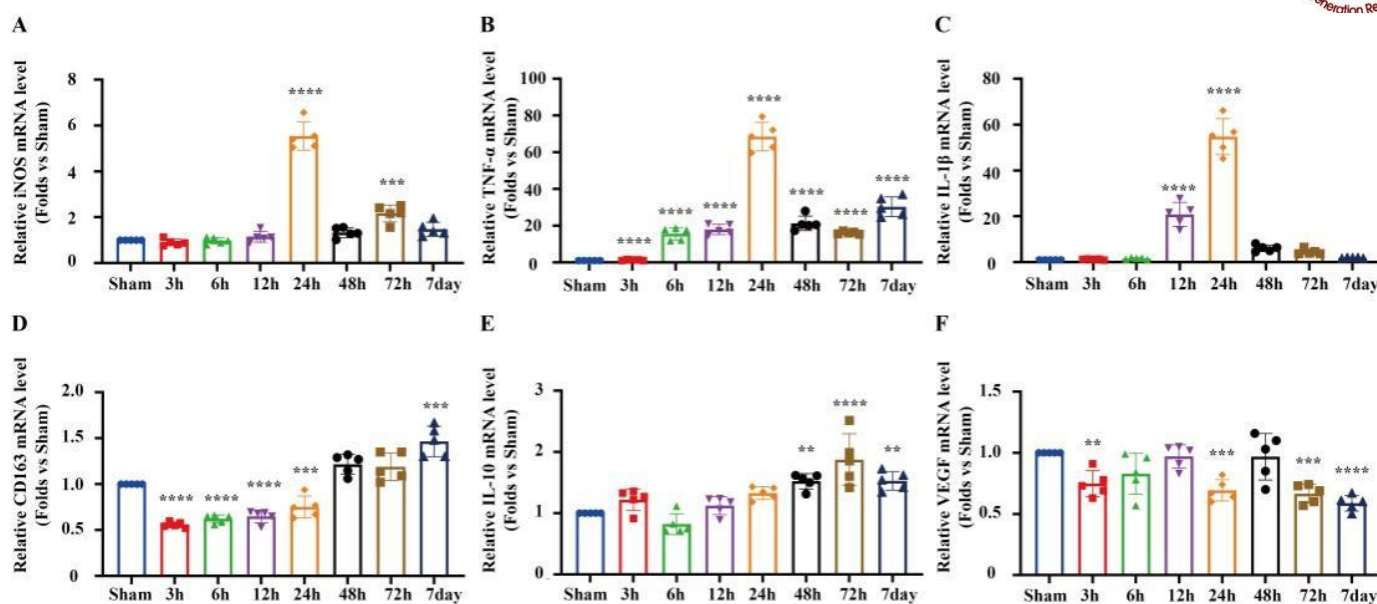 neration Re
A
Relative iNOS mRNA level
(Folds vs Sham)
8
6
4
2
0
****
***
Sham 3h 6h 12h 24h 48h 72h 7day
B
Relative TNF-α mRNA level
(Folds vs Sham)
100
80
60
40
20
0
****
****
****
****
****
****
****
Sham 3h 6h 12h 24h 48h 72h 7day
C
Relative IL-1β mRNA level
(Folds vs Sham)
80
60
40
20
0
****
****
Sham 3h 6h 12h 24h 48h 72h 7day
D
Relative CD163 mRNA level
(Folds vs Sham)
2.0
1.5
1.0
0.5
0
****
****
****
***
***
Sham 3h 6h 12h 24h 48h 72h 7day
E
Relative IL-10 mRNA level
(Folds vs Sham)
3
2
1
0
**
****
**
Sham 3h 6h 12h 24h 48h 72h 7day
F
Relative VEGF mRNA level
(Folds vs Sham)
1.5
1.0
0.5
0
**
***
***
****
Sham 3h 6h 12h 24h 48h 72h 7day